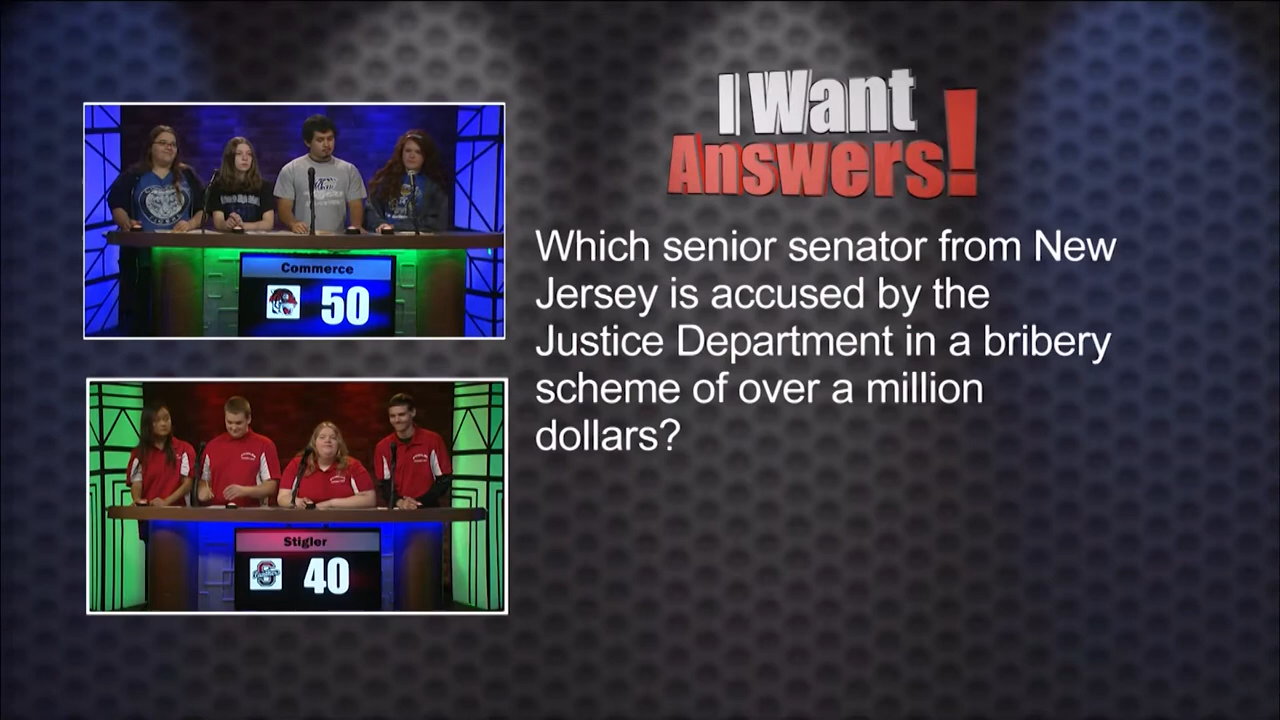 I Want
Answers!
Which senior senator from New
Jersey is accused by the
Justice Department in a bribery
scheme of over a million
dollars?
Commerce
50
Stigler
40